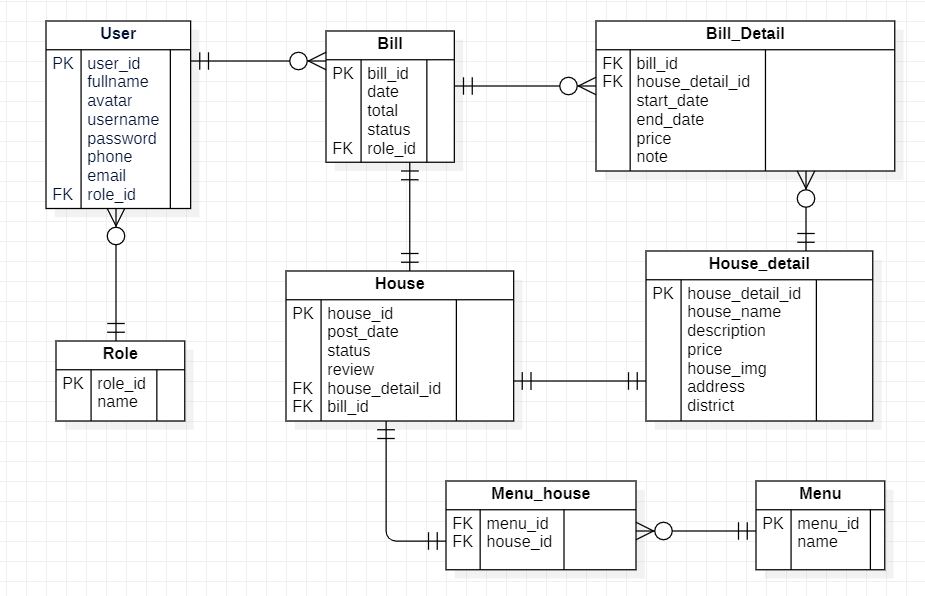 User
PK user_id
fullname
avatar
username
password
phone
email
FK role_id
Bill
PK bill_id
date
total
status
FK role_id
Bill_Detail
FK bill_id
FK house_detail_id
start_date
end_date
price
note
House
PK house_id
post_date
status
review
FK house_detail_id
FK bill_id
House_detail
PK house_detail_id
house_name
description
price
house_img
address
district
Role
PK role_id
name
Menu_house
FK menu_id
FK house_id
Menu
PK menu_id
name